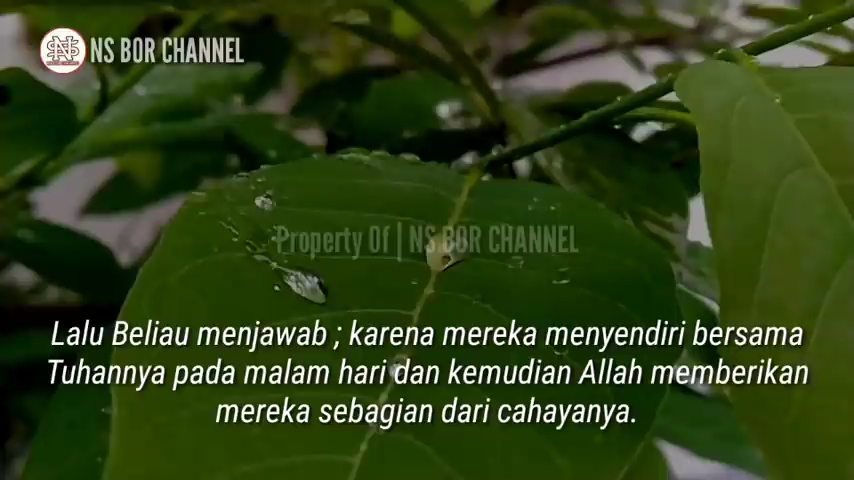 NS BOR CHANNEL
Property Of | NS BOR CHANNEL
Lalu Beliau menjawab ; karena mereka menyendiri bersama
Tuhannya pada malam hari dan kemudian Allah memberikan
mereka sebagian dari cahayanya.